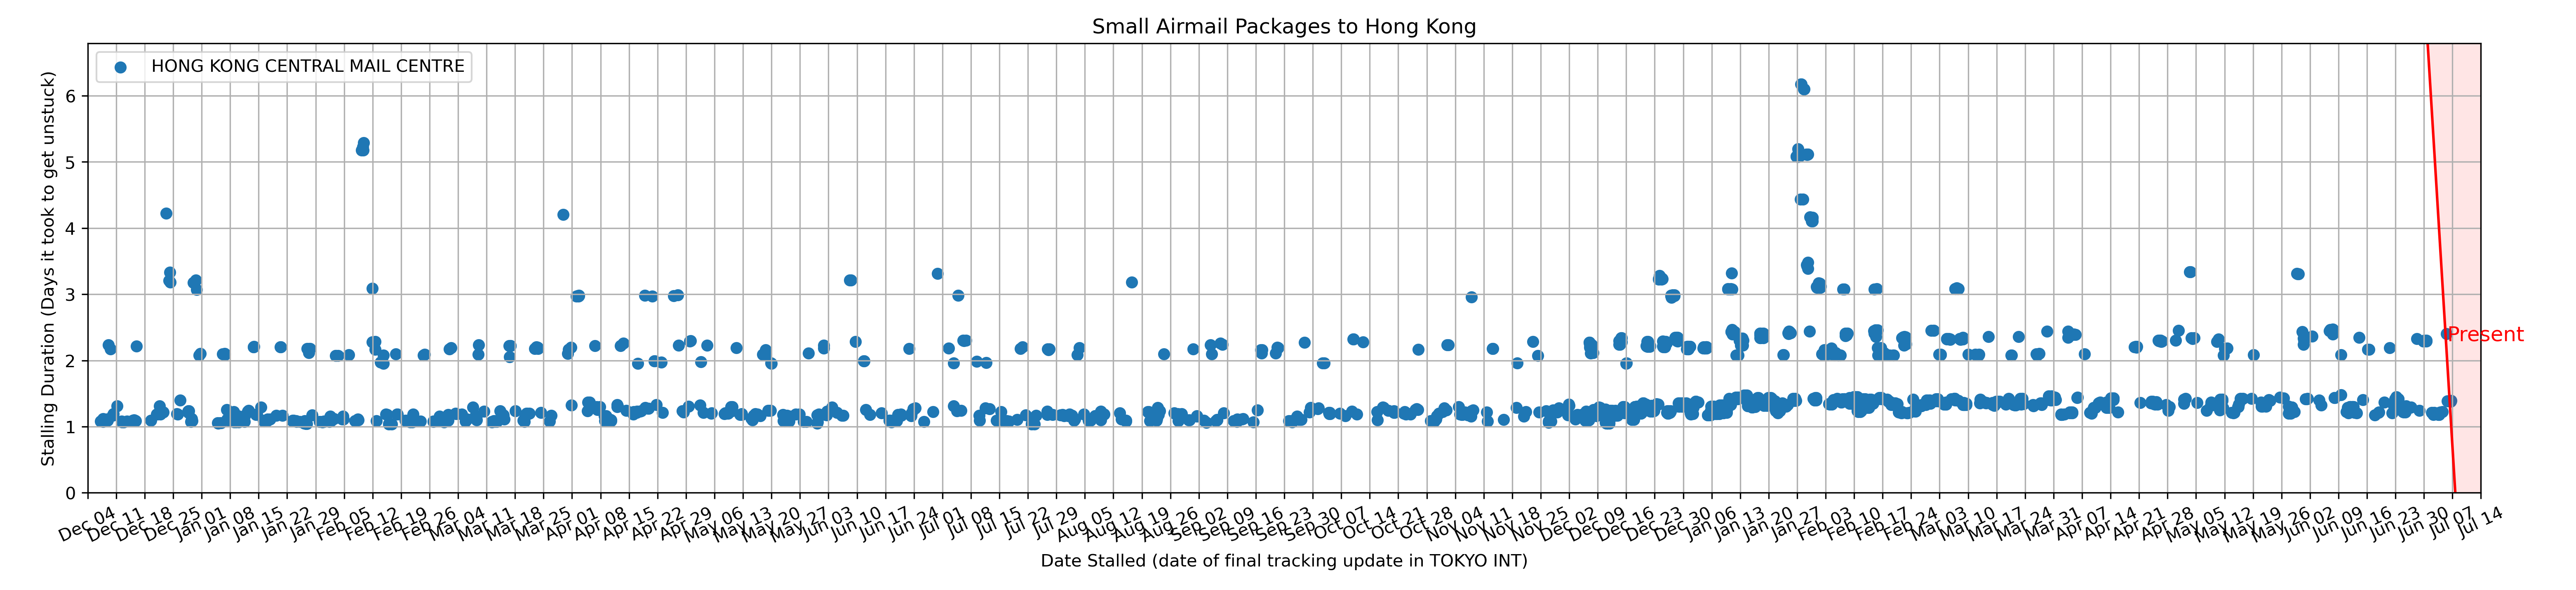 Small Airmail Packages to Hong Kong
HONG KONG CENTRAL MAIL CENTRE
Stalling Duration (Days it took to get unstuck)
6
5
4
3
2
1
0
Present
Dec 04
Dec 11
Dec 18
Dec 25
Jan 01
Jan 08
Jan 15
Jan 22
Jan 29
Feb 05
Feb 12
Feb 19
Feb 26
Mar 04
Mar 11
Mar 18
Mar 25
Apr 01
Apr 08
Apr 15
Apr 22
Apr 29
May 06
May 13
May 20
May 27
Jun 03
Jun 10
Jun 17
Jun 24
Jul 01
Jul 08
Jul 15
Jul 22
Jul 29
Aug 05
Aug 12
Aug 19
Aug 26
Sep 02
Sep 09
Sep 16
Sep 23
Sep 30
Oct 07
Oct 14
Oct 21
Oct 28
Nov 04
Nov 11
Nov 18
Nov 25
Dec 02
Dec 09
Dec 16
Dec 23
Dec 30
Jan 06
Jan 13
Jan 20
Jan 27
Feb 03
Feb 10
Feb 17
Feb 24
Mar 03
Mar 10
Mar 17
Mar 24
Mar 31
Apr 07
Apr 14
Apr 21
Apr 28
May 05
May 12
May 19
May 26
Jun 02
Jun 09
Jun 16
Jun 23
Jun 30
Jul 07
Jul 14
Date Stalled (date of final tracking update in TOKYO INT)